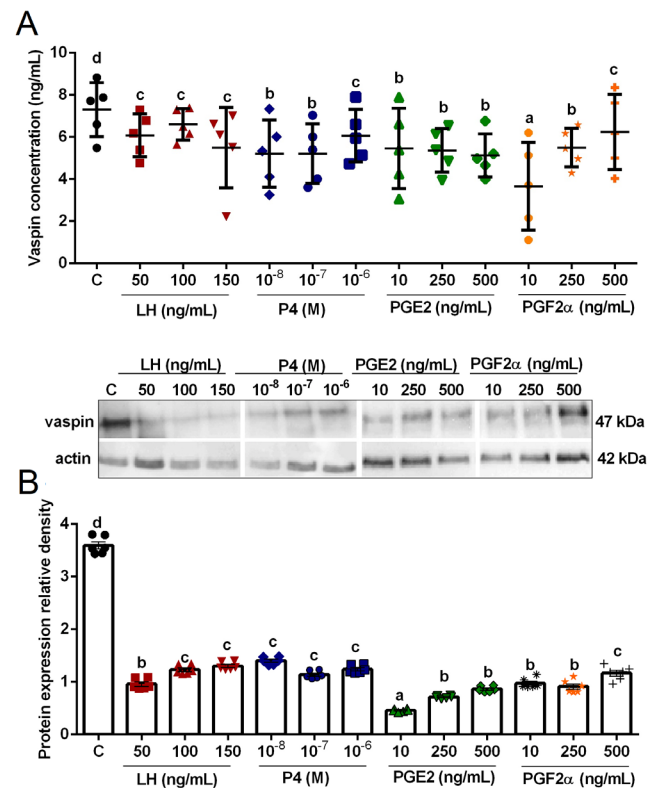 A
Vaspin concentration (ng/mL)
10
8
6
4
2
0
d c c c b b c b b b a b c
C 50 100 150 10⁻⁸ 10⁻⁷ 10⁻⁶ 10 250 500 10 250 500
LH (ng/mL) P4 (M) PGE2 (ng/mL) PGF2α (ng/mL)
LH (ng/mL) P4 (M) PGE2 (ng/mL) PGF2α (ng/mL)
C 50 100 150 10⁻⁸ 10⁻⁷ 10⁻⁶ 10 250 500 10 250 500
vaspin 47 kDa
actin 42 kDa
B
Protein expression relative density
4
3
2
1
0
d b c c c c c a b b b b c
C 50 100 150 10⁻⁸ 10⁻⁷ 10⁻⁶ 10 250 500 10 250 500
LH (ng/mL) P4 (M) PGE2 (ng/mL) PGF2α (ng/mL)